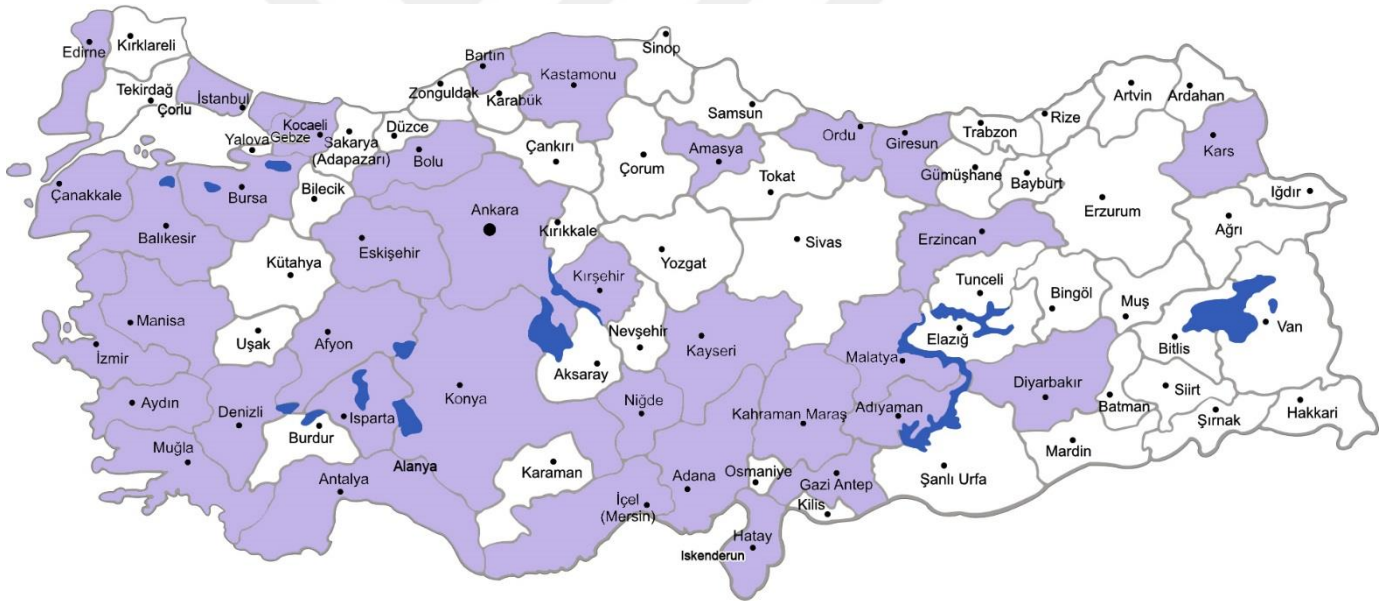 Edirne
Kırklareli
Tekirdağ
Çorlu
İstanbul
Kocaeli
Gebze
Yalova
Sakarya
(Adapazarı)
Düzce
Bolu
Zonguldak
Bartın
Karabük
Kastamonu
Sinop
Samsun
Çankırı
Çorum
Amasya
Tokat
Ordu
Giresun
Trabzon
Rize
Artvin
Ardahan
Kars
Gümüşhane
Bayburt
Erzurum
Iğdır
Ağrı
Çanakkale
Balıkesir
Bursa
Bilecik
Kütahya
Eskişehir
Ankara
Kırıkkale
Kırşehir
Yozgat
Sivas
Erzincan
Tunceli
Bingöl
Muş
Bitlis
Van
Manisa
İzmir
Uşak
Afyon
Konya
Aksaray
Nevşehir
Kayseri
Malatya
Elazığ
Diyarbakır
Batman
Siirt
Şırnak
Hakkari
Aydın
Denizli
Muğla
Burdur
Isparta
Antalya
Alanya
Karaman
Niğde
İçel
(Mersin)
Adana
Kahraman Maraş
Adıyaman
Osmaniye
Gazi Antep
Kilis
Şanlı Urfa
Mardin
Hatay
Iskenderun